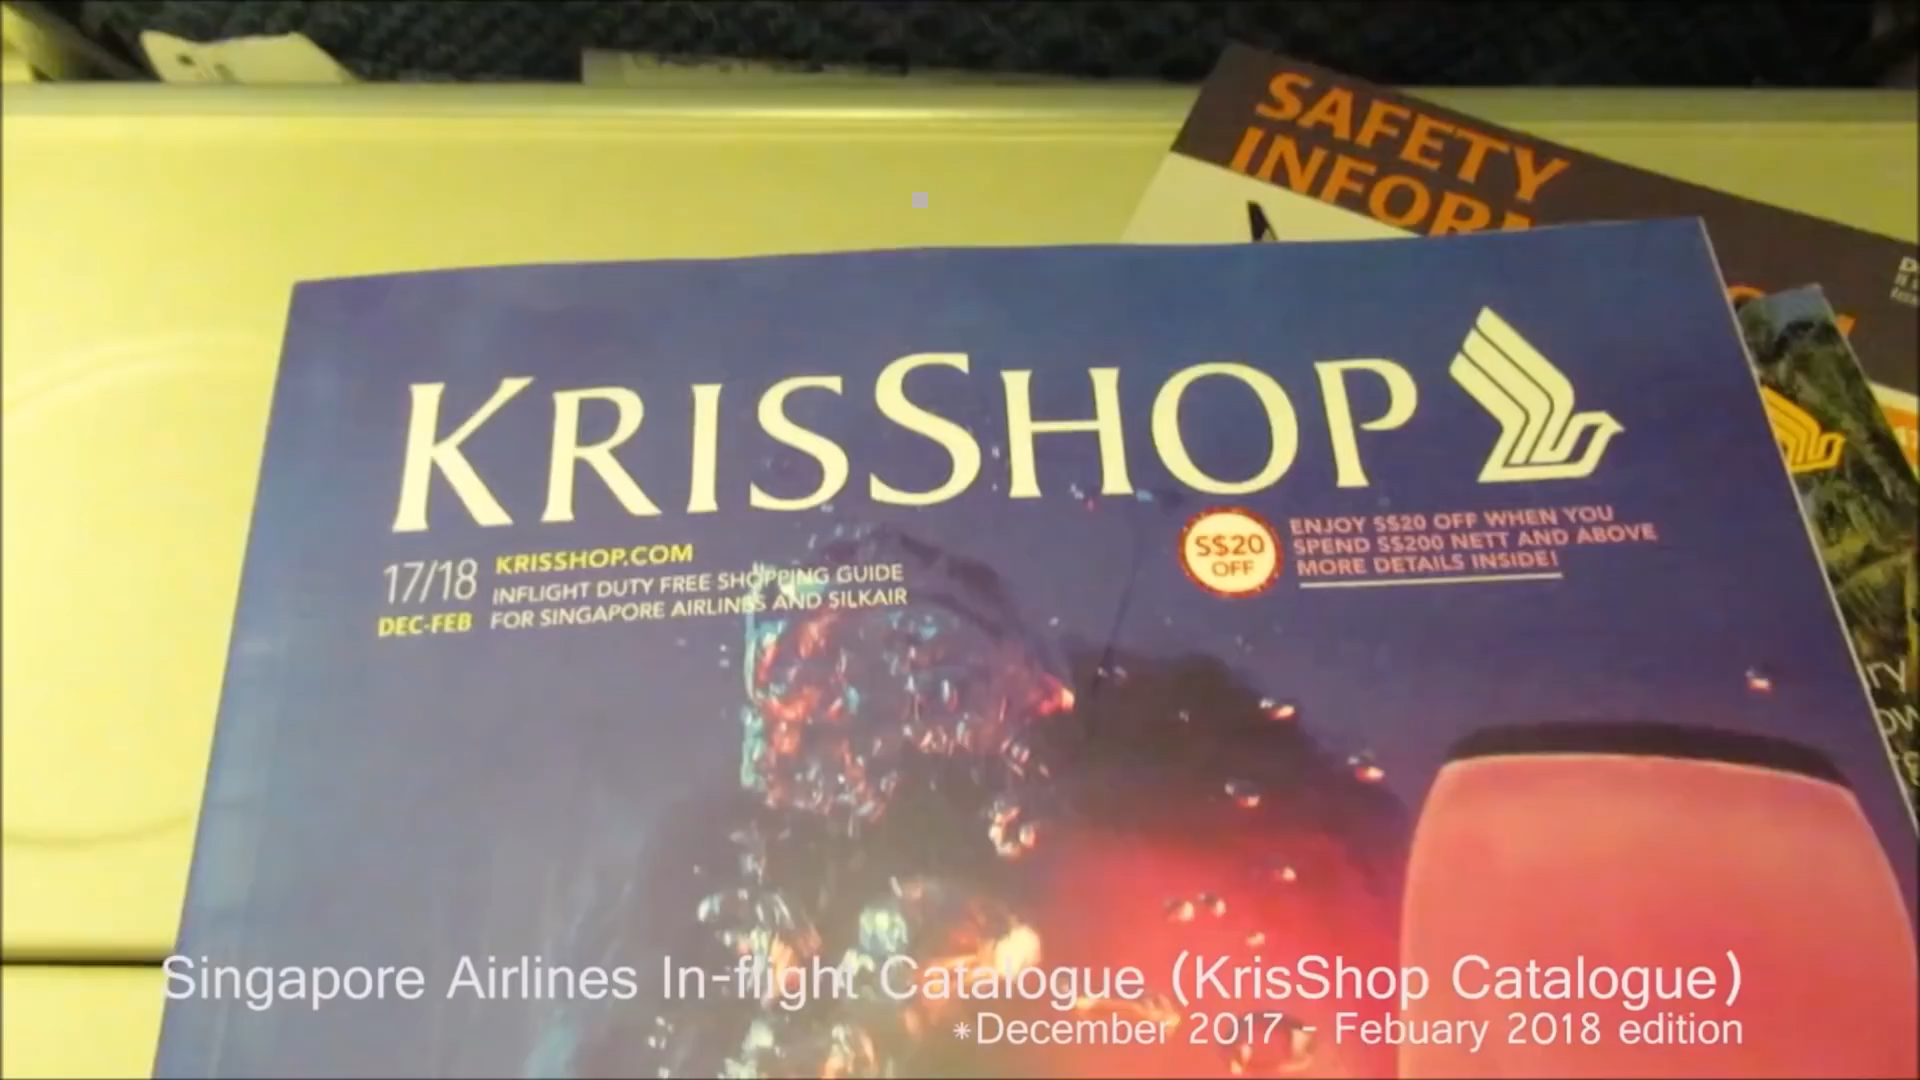 SAFETY
INFOR
KRISSHOP
17/18
DEC-FEB
KRISSHOP.COM
INFLIGHT DUTY FREE SHOPPING GUIDE
FOR SINGAPORE AIRLINES AND SILKAIR
S$20
OFF
ENJOY S$20 OFF WHEN YOU
SPEND S$200 NETT AND ABOVE
MORE DETAILS INSIDE!
Singapore Airlines In-flight Catalogue (KrisShop Catalogue)
*December 2017 - Febuary 2018 edition